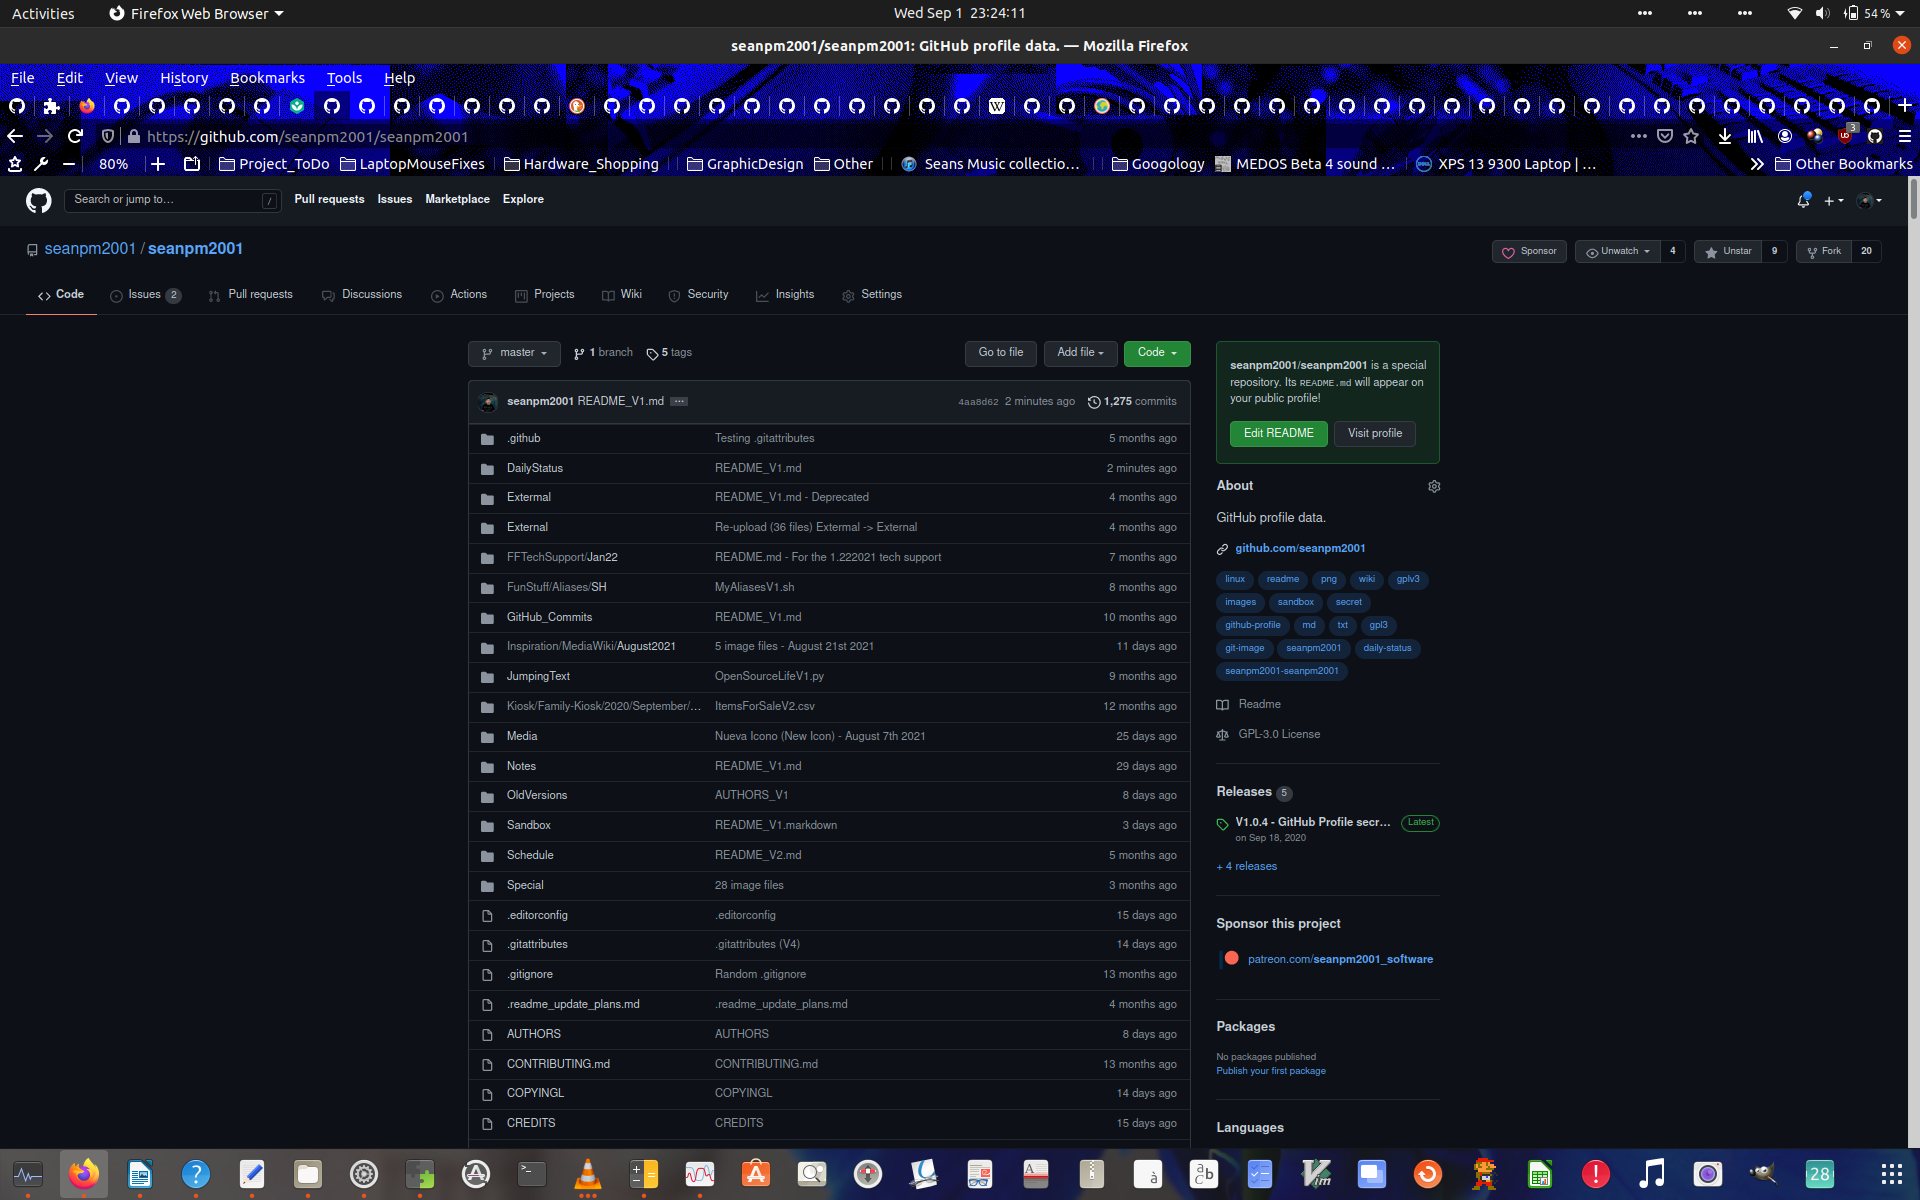 Activities Firefox Web Browser Wed Sep 1 23:24:11 54 %
seanpm2001/seanpm2001: GitHub profile data. — Mozilla Firefox
File Edit View History Bookmarks Tools Help
https://github.com/seanpm2001/seanpm2001 3
80% Project_ToDo LaptopMouseFixes Hardware_Shopping GraphicDesign Other Seans Music collectio… Googology MEDOS Beta 4 sound … XPS 13 9300 Laptop | … Other Bookmarks
Search or jump to… / Pull requests Issues Marketplace Explore
seanpm2001 / seanpm2001 Sponsor Unwatch 4 Unstar 9 Fork 20
Code Issues 2 Pull requests Discussions Actions Projects Wiki Security Insights Settings
master 1 branch 5 tags Go to file Add file Code
seanpm2001 README_V1.md ... 4aa8d62 2 minutes ago 1,275 commits
.github Testing .gitattributes 5 months ago
DailyStatus README_V1.md 2 minutes ago
Extermal README_V1.md - Deprecated 4 months ago
External Re-upload (36 files) Extermal -> External 4 months ago
FFTechSupport/Jan22 README.md - For the 1.222021 tech support 7 months ago
FunStuff/Aliases/SH MyAliasesV1.sh 8 months ago
GitHub_Commits README_V1.md 10 months ago
Inspiration/MediaWiki/August2021 5 image files - August 21st 2021 11 days ago
JumpingText OpenSourceLifeV1.py 9 months ago
Kiosk/Family-Kiosk/2020/September/… ItemsForSaleV2.csv 12 months ago
Media Nueva Icono (New Icon) - August 7th 2021 25 days ago
Notes README_V1.md 29 days ago
OldVersions AUTHORS_V1 8 days ago
Sandbox README_V1.markdown 3 days ago
Schedule README_V2.md 5 months ago
Special 28 image files 3 months ago
.editorconfig .editorconfig 15 days ago
.gitattributes .gitattributes (V4) 14 days ago
.gitignore Random .gitignore 13 months ago
.readme_update_plans.md .readme_update_plans.md 4 months ago
AUTHORS AUTHORS 8 days ago
CONTRIBUTING.md CONTRIBUTING.md 13 months ago
COPYINGL COPYINGL 14 days ago
CREDITS CREDITS 15 days ago
seanpm2001/seanpm2001 is a special
repository. Its README.md will appear on
your public profile!
Edit README Visit profile
About
GitHub profile data.
github.com/seanpm2001
linux readme png wiki gplv3
images sandbox secret
github-profile md txt gpl3
git-image seanpm2001 daily-status
seanpm2001-seanpm2001
Readme
GPL-3.0 License
Releases 5
V1.0.4 - GitHub Profile secr... Latest
on Sep 18, 2020
+ 4 releases
Sponsor this project
patreon.com/seanpm2001_software
Packages
No packages published
Publish your first package
Languages
28